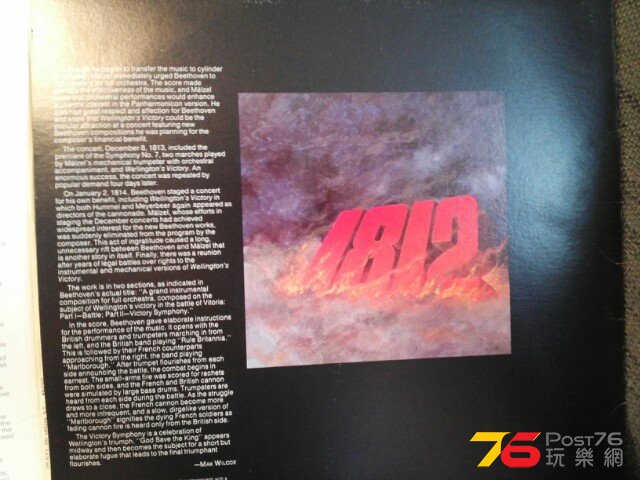 he began to transfer the music to cylinder
Mälzel immediately urged Beethoven to
full orchestra. The score made
the effectiveness of the music, and Mälzel
that orchestral performances would enhance
interest in the Panharmonicon version. He
had great respect and affection for Beethoven
and knew that Wellington's Victory could be the
popular attraction at a concert featuring new
Beethoven compositions he was planning for the
composer's financial benefit.
The concert, December 8, 1813, included the
premiere of the Symphony No. 7, two marches played
by Mälzel's mechanical trumpeter with orchestral
accompaniment, and Wellington's Victory. An
enormous success, the concert was repeated by
popular demand four days later.
On January 2, 1814, Beethoven staged a concert
for his own benefit, including Wellington's Victory in
which both Hummel and Meyerbeer again appeared as
directors of the cannonade. Mälzel, whose efforts in
staging the December concerts had achieved
widespread interest for the new Beethoven works,
was suddenly eliminated from the program by the
composer. This act of ingratitude caused a long,
unnecessary rift between Beethoven and Mälzel that
is another story in itself. Finally, there was a reunion
after years of legal battles over rights to the
instrumental and mechanical versions of Wellington's
Victory.
The work is in two sections, as indicated in
Beethoven's actual title: "A grand instrumental
composition for full orchestra, composed on the
subject of Wellington's victory in the battle of Vitoria:
Part I—Battle; Part II—Victory Symphony."
In the score, Beethoven gave elaborate instructions
for the performance of the music. It opens with the
British drummers and trumpeters marching in from
the left, and the British band playing "Rule Britannia."
This is followed by their French counterparts
approaching from the right, the band playing
"Marlborough." After trumpet flourishes from each
side announcing the battle, the combat begins in
earnest. The small-arms fire was scored for rachets
from both sides, and the French and British cannon
were simulated by large bass drums. Trumpeters are
heard from each side during the battle. As the struggle
draws to a close, the French cannon become more
and more infrequent, and a slow, dirgelike version of
"Marlborough" signifies the dying French soldiers as
fading cannon fire is heard only from the British side.
The Victory Symphony is a celebration of
Wellington's triumph. "God Save the King" appears
midway and then becomes the subject for a short but
elaborate fugue that leads to the final triumphant
flourishes.
—MAX WILCOX
1812
76 POST76
玩樂網